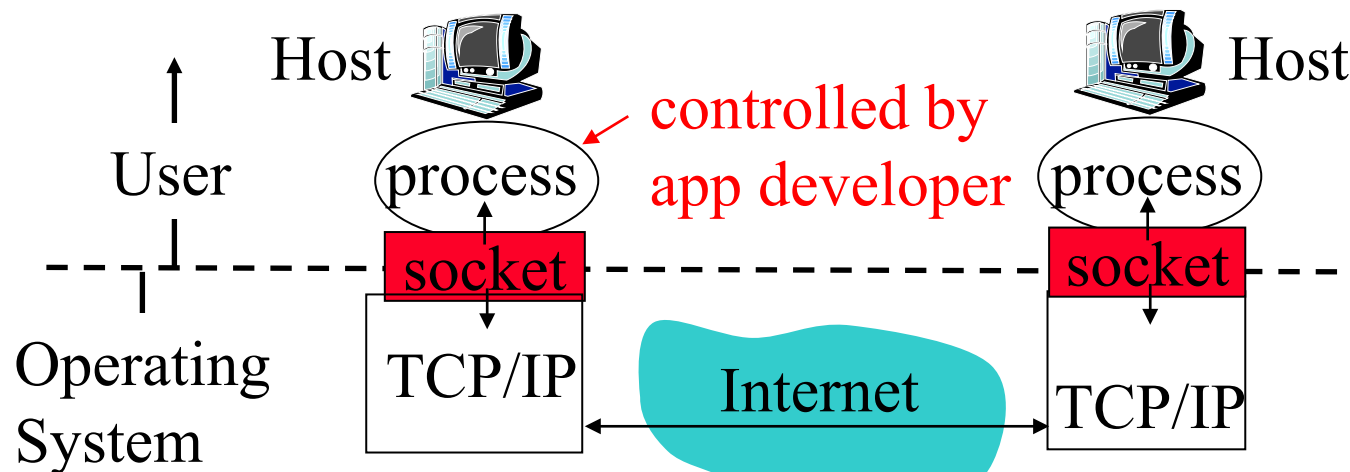 Host
Host
controlled by
app developer
User
process
process
socket
socket
Operating
System
TCP/IP
Internet
TCP/IP